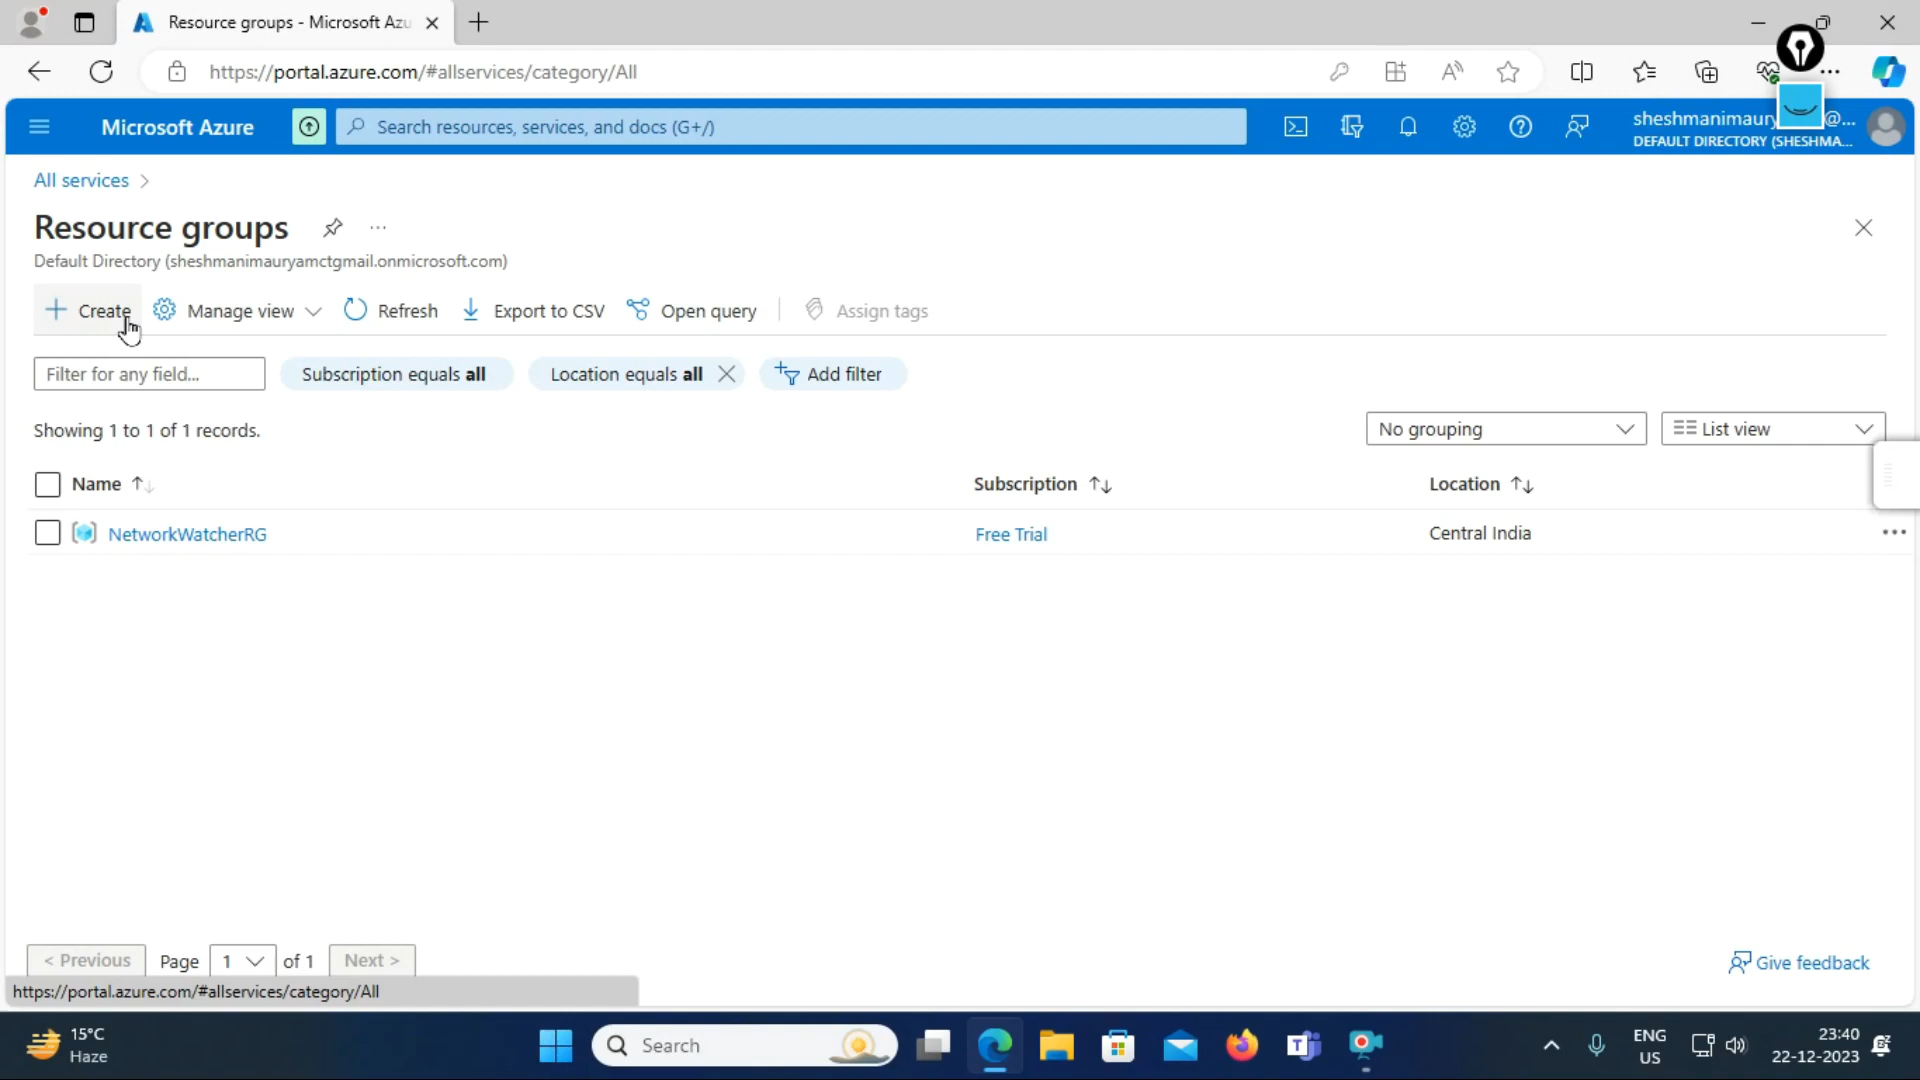 Resource groups - Microsoft Azu
https://portal.azure.com/#allservices/category/All
Microsoft Azure
Search resources, services, and docs (G+/)
sheshmanimaury
@...
DEFAULT DIRECTORY (SHESHMA...
All services
Resource groups
...
Default Directory (sheshmanimauryamctgmail.onmicrosoft.com)
Create
Manage view
Refresh
Export to CSV
Open query
Assign tags
Filter for any field...
Subscription equals all
Location equals all
Add filter
Showing 1 to 1 of 1 records.
No grouping
List view
Name
Subscription
Location
NetworkWatcherRG
Free Trial
Central India
< Previous
Page
1
of 1
Next >
Give feedback
https://portal.azure.com/#allservices/category/All
15°C
Haze
Search
ENG
US
23:40
22-12-2023